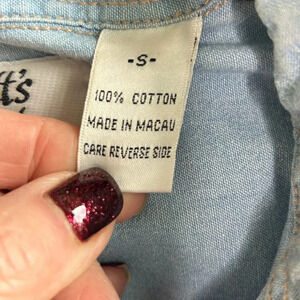 -S-
100% COTTON
MADE IN MACAU
CARE REVERSE SIDE